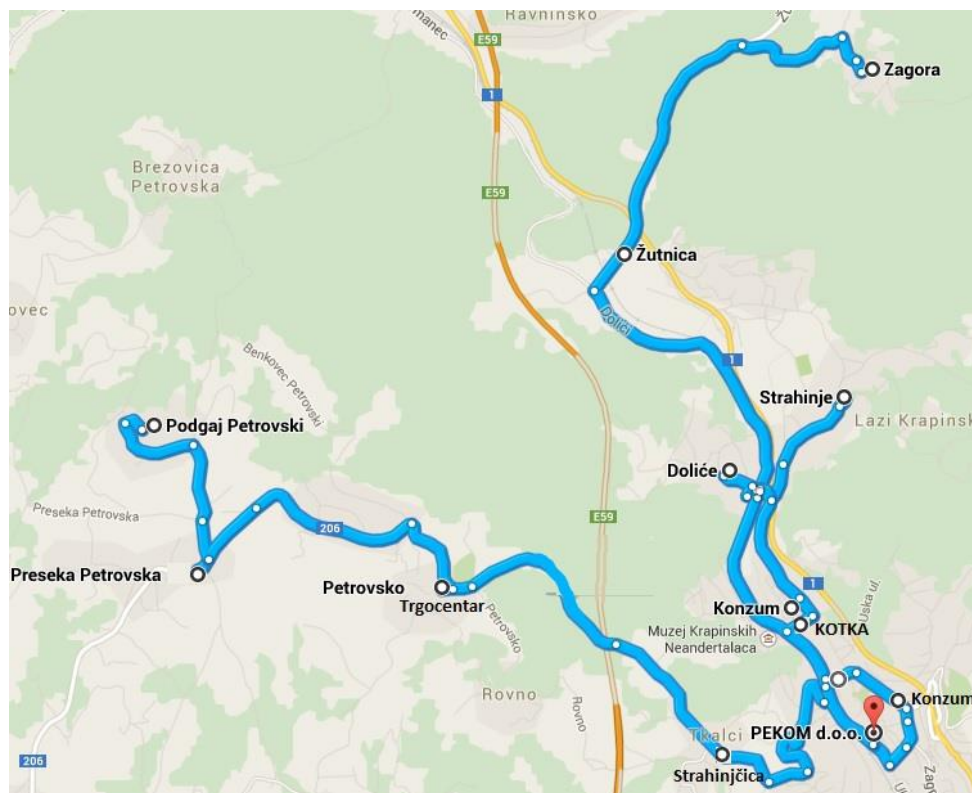 Ravninsko
E59
1
Zagora
Brezovica
Petrovska
E59
Žutnica
Dolići
1
Benkovec Petrovski
Strahinje
Podgaj Petrovski
Lazi Krapinsk
Doliće
Preseka Petrovska
206
E59
Preseka Petrovska
Petrovsko
Trgocentar
Petrovsko
1
Uska ul.
Konzum
KOTKA
Muzej Krapinskih
Neandertalaca
Rovno
Rovno
Konzum
Tkalci
PEKOM d.o.o.
206
Strahinjčica